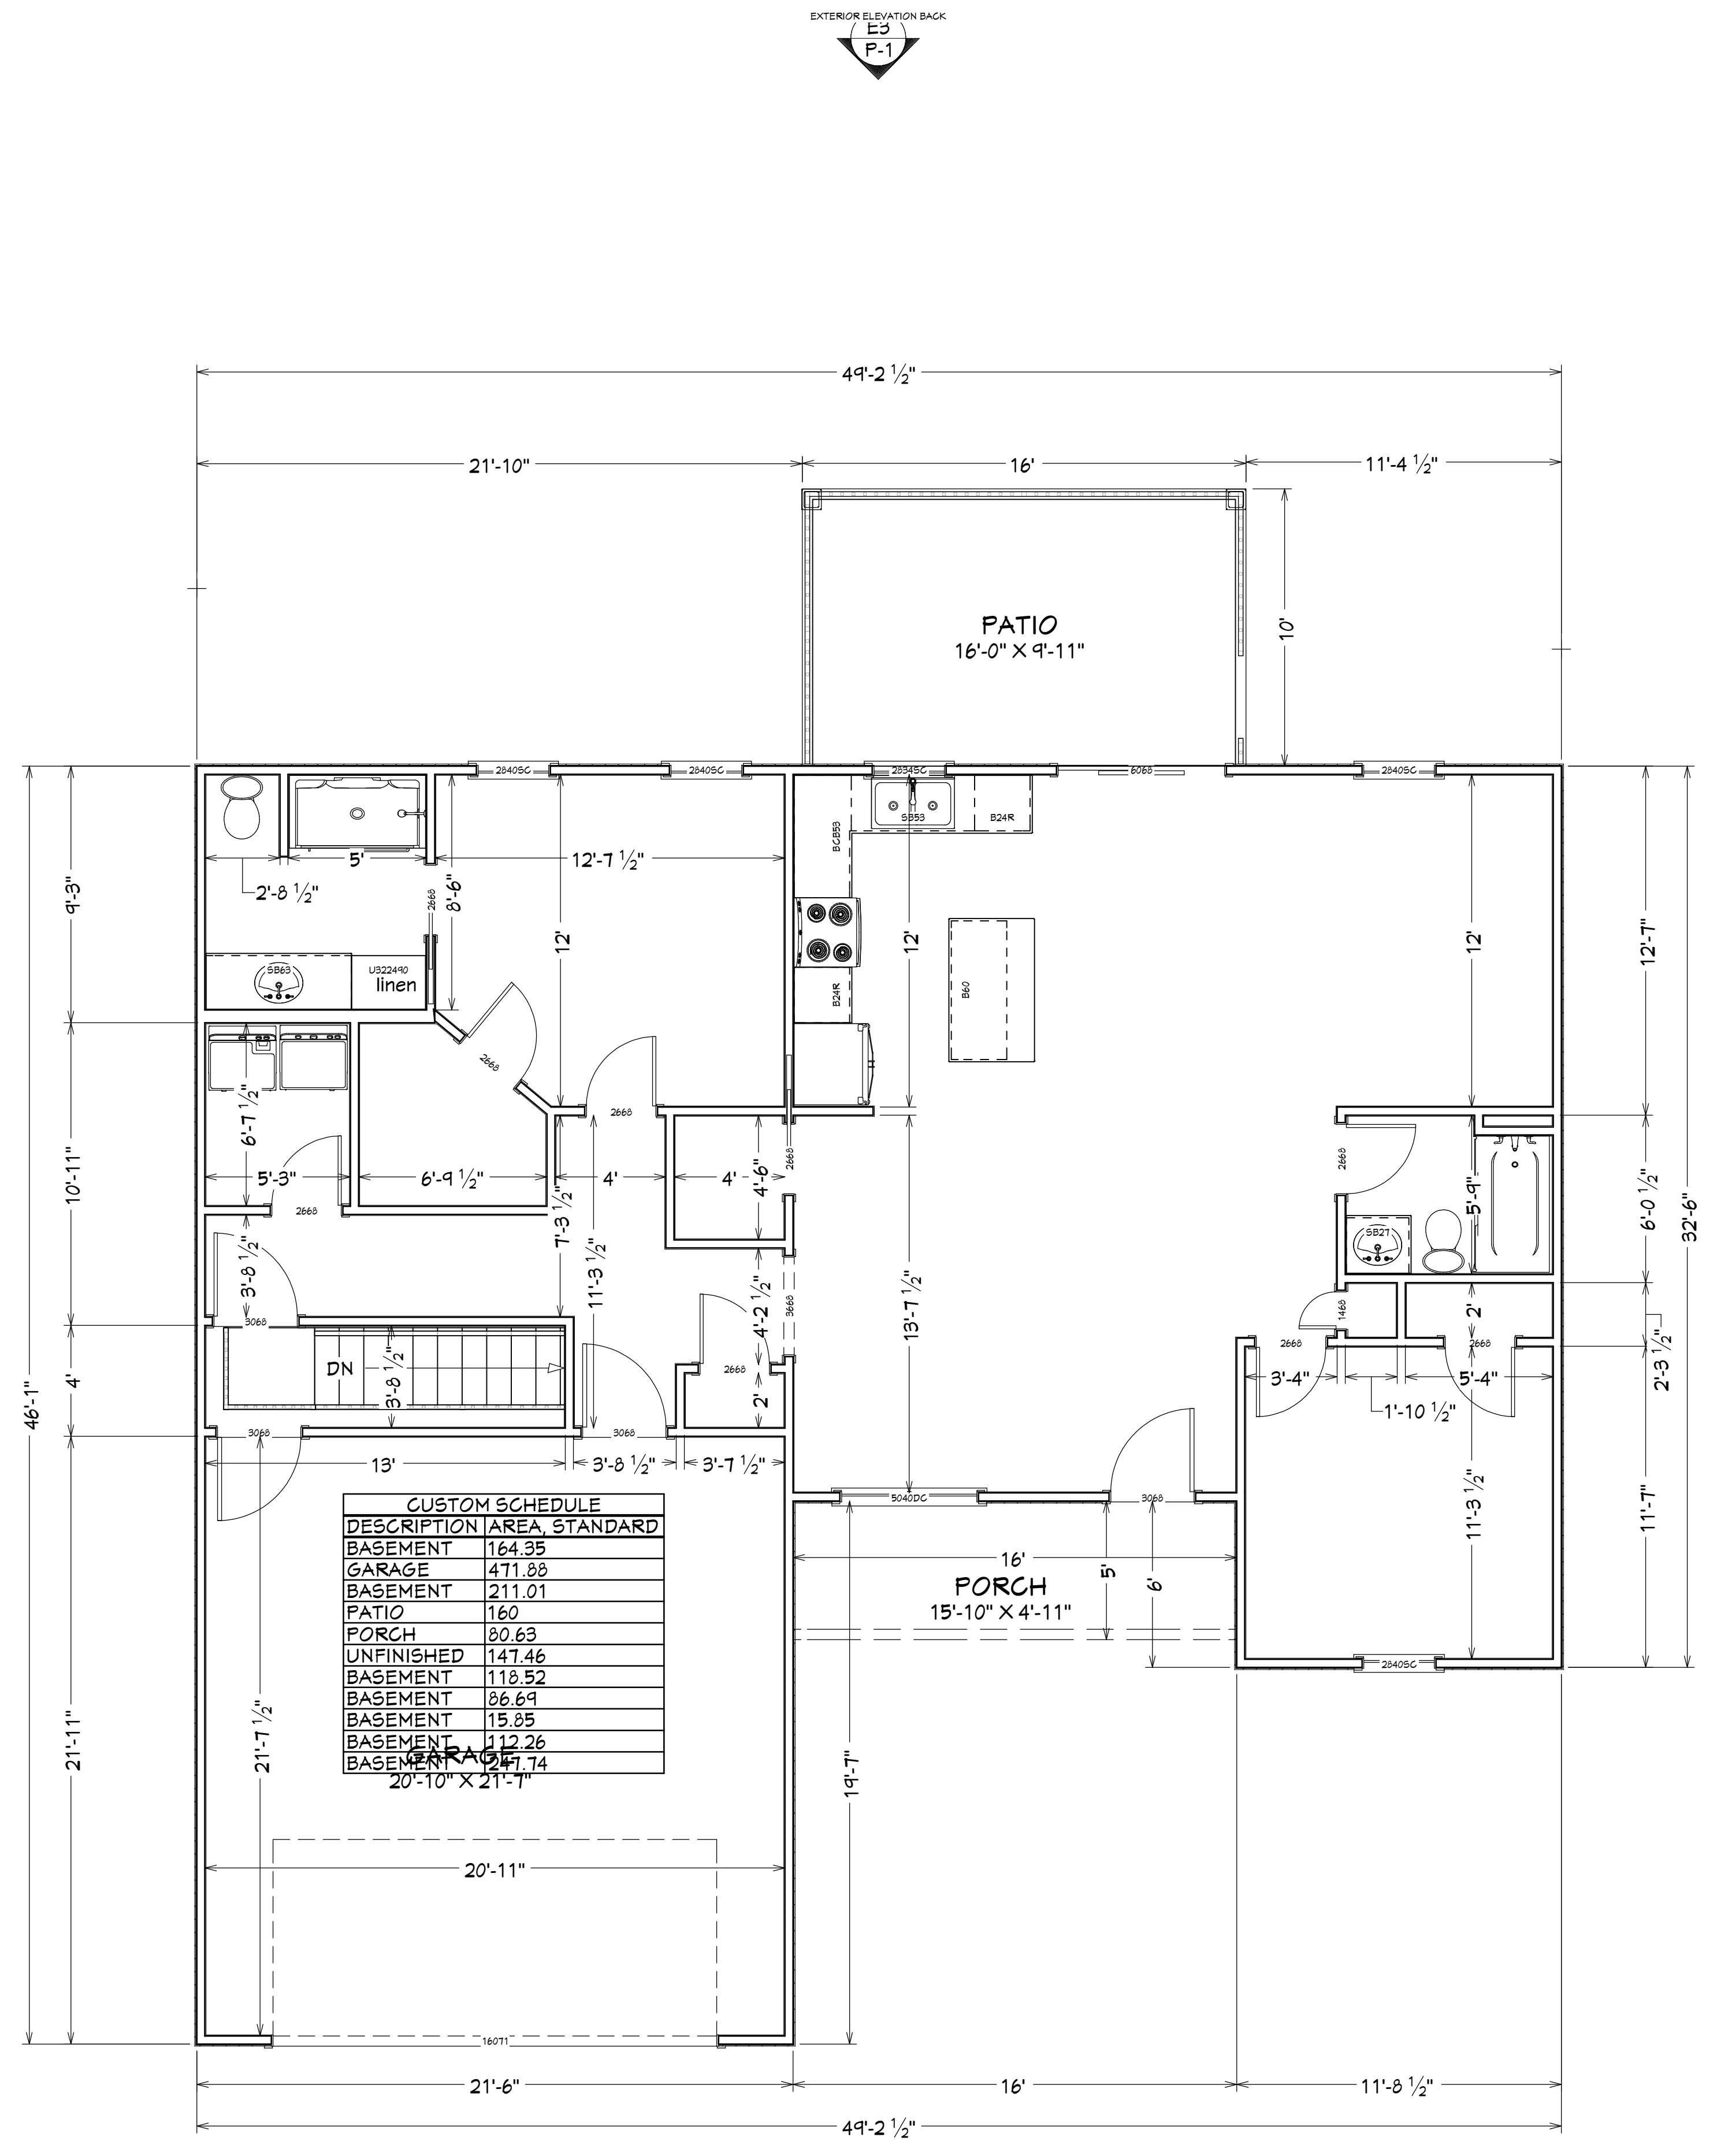 EXTERIOR ELEVATION BACK
E3
P-1
49'-2 1/2"
21'-10"
16'
11'-4 1/2"
PATIO
16'-0" X 9'-11"
10'
2840SC
2840SC
2834SC
6068
2840SC
SB53
B24R
BCB53
5'
12'-7 1/2"
2'-8 1/2"
2668
8'-6"
9'-3"
12'
12'
12'
12'-7"
SB63
U322490
linen
B24R
B60
2668
2668
6'-7 1/2"
5'-3"
6'-9 1/2"
4'
4'
4'-6"
2668
2668
5'-9"
6'-0 1/2"
32'-6"
10'-11"
2668
7'-3 1/2"
11'-3 1/2"
SB27
3'-8 1/2"
3068
4'-2 1/2"
3668
13'-7 1/2"
1468
2'
2668
2668
2'-3 1/2"
DN
3'-8 1/2"
2668
2'
3'-4"
5'-4"
1'-10 1/2"
4'
46'-1"
3068
3068
13'
3'-8 1/2"
3'-7 1/2"
5040DC
3068
11'-3 1/2"
11'-7"
CUSTOM SCHEDULE
DESCRIPTION AREA, STANDARD
BASEMENT 164.35
GARAGE 471.88
BASEMENT 211.01
PATIO 160
PORCH 80.63
UNFINISHED 147.46
BASEMENT 118.52
BASEMENT 86.69
BASEMENT 15.85
BASEMENT 112.26
BASEMENT 247.74
GARAGE
20'-10" X 21'-7"
16'
5'
6'
PORCH
15'-10" X 4'-11"
2840SC
21'-11"
21'-7 1/2"
19'-7"
20'-11"
16071
21'-6"
16'
11'-8 1/2"
49'-2 1/2"